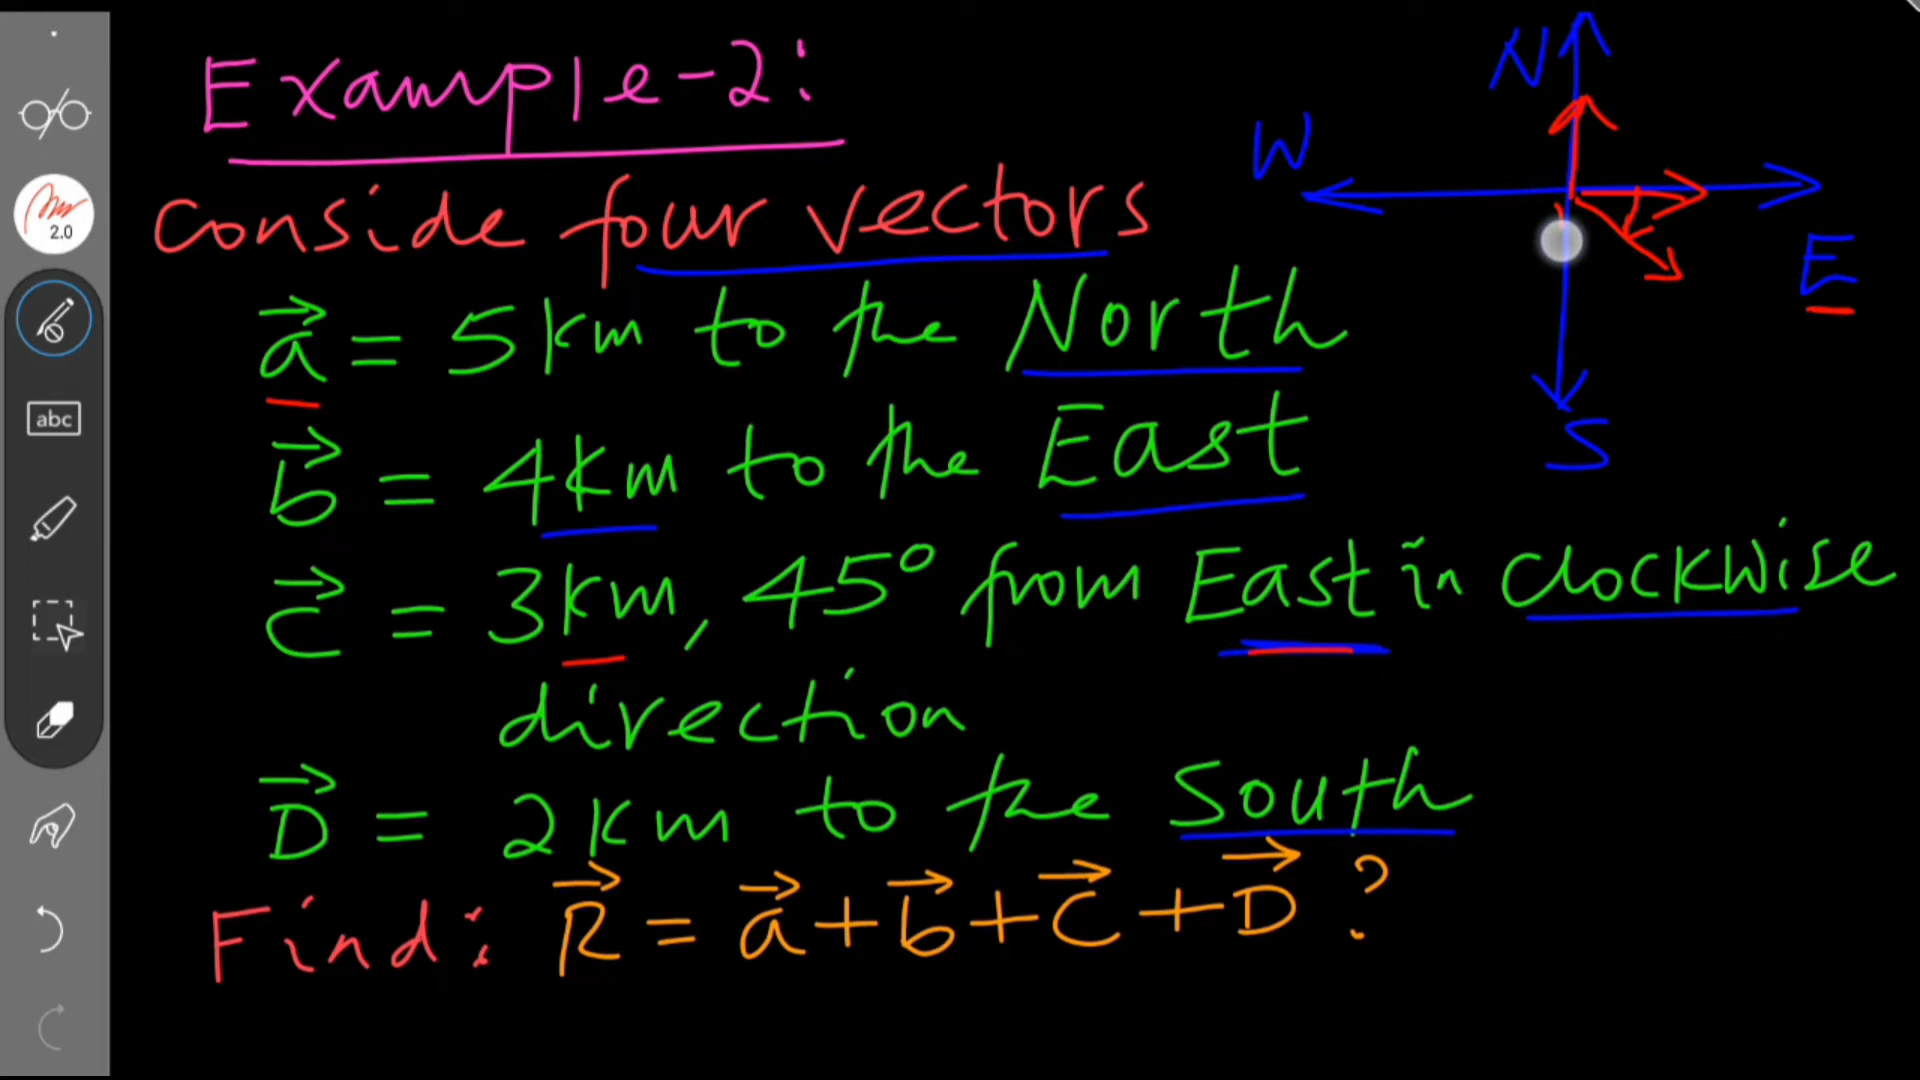 Example-2:
Conside four vectors
a⃗ = 5km to the North
b⃗ = 4km to the East
c⃗ = 3km, 45° from East in clockwise
direction
D⃗ = 2km to the South
Find: R⃗ = a⃗ + b⃗ + c⃗ + D⃗ ?
N
W
E
S
2.0
abc